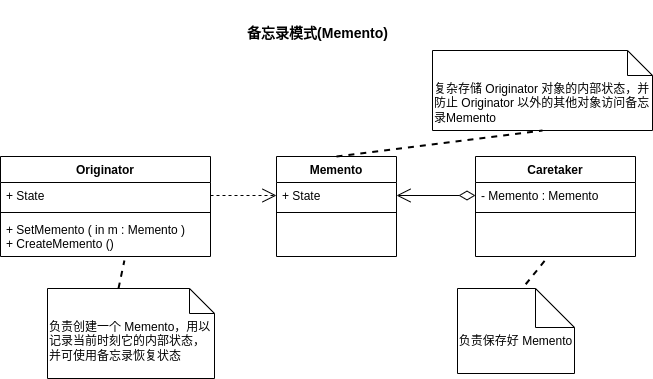 备忘录模式(Memento)
复杂存储 Originator 对象的内部状态，并
防止 Originator 以外的其他对象访问备忘
录Memento
Originator
+ State
+ SetMemento ( in m : Memento )
+ CreateMemento ()
Memento
+ State
Caretaker
- Memento : Memento
负责创建一个 Memento，用以
记录当前时刻它的内部状态，
并可使用备忘录恢复状态
负责保存好 Memento